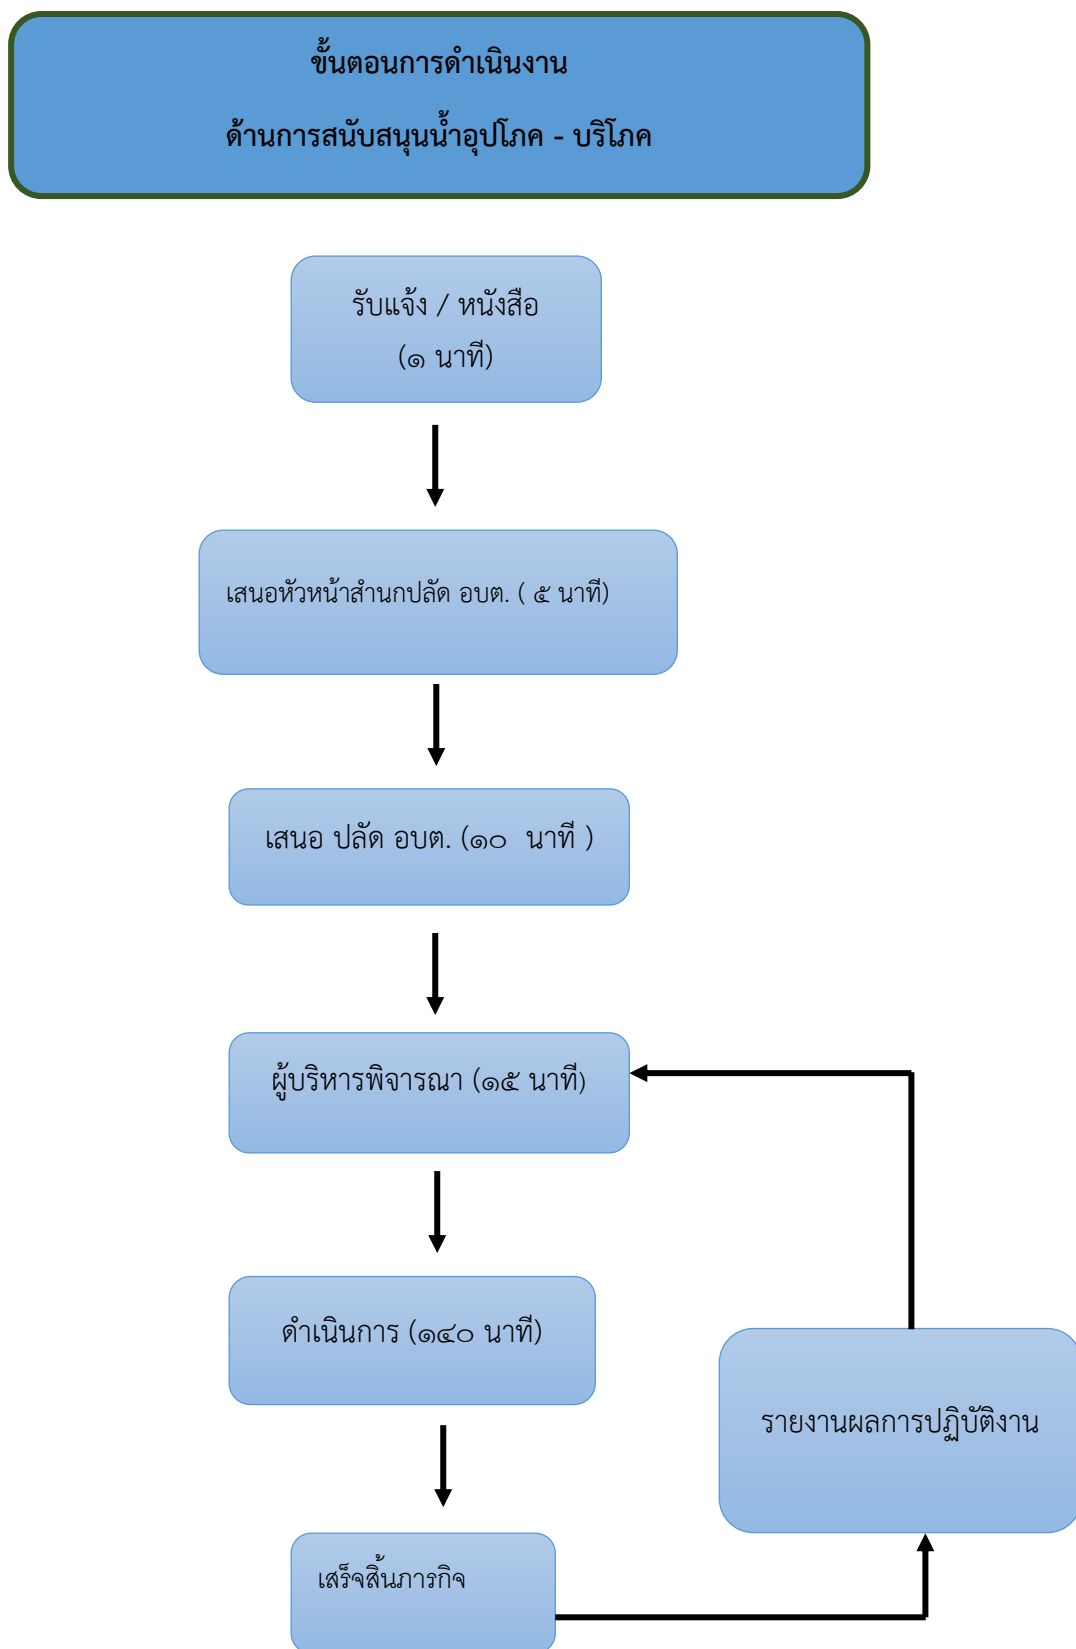 ขั้นตอนการดำเนินงาน
ด้านการสนับสนุนน้ำอุปโภค - บริโภค
รับแจ้ง / หนังสือ
(๑ นาที)
เสนอหัวหน้าสำนกปลัด อบต. ( ๕ นาที)
เสนอ ปลัด อบต. (๑๐  นาที )
ผู้บริหารพิจารณา (๑๕ นาที)
ดำเนินการ (๑๔๐ นาที)
รายงานผลการปฏิบัติงาน
เสร็จสิ้นภารกิจ